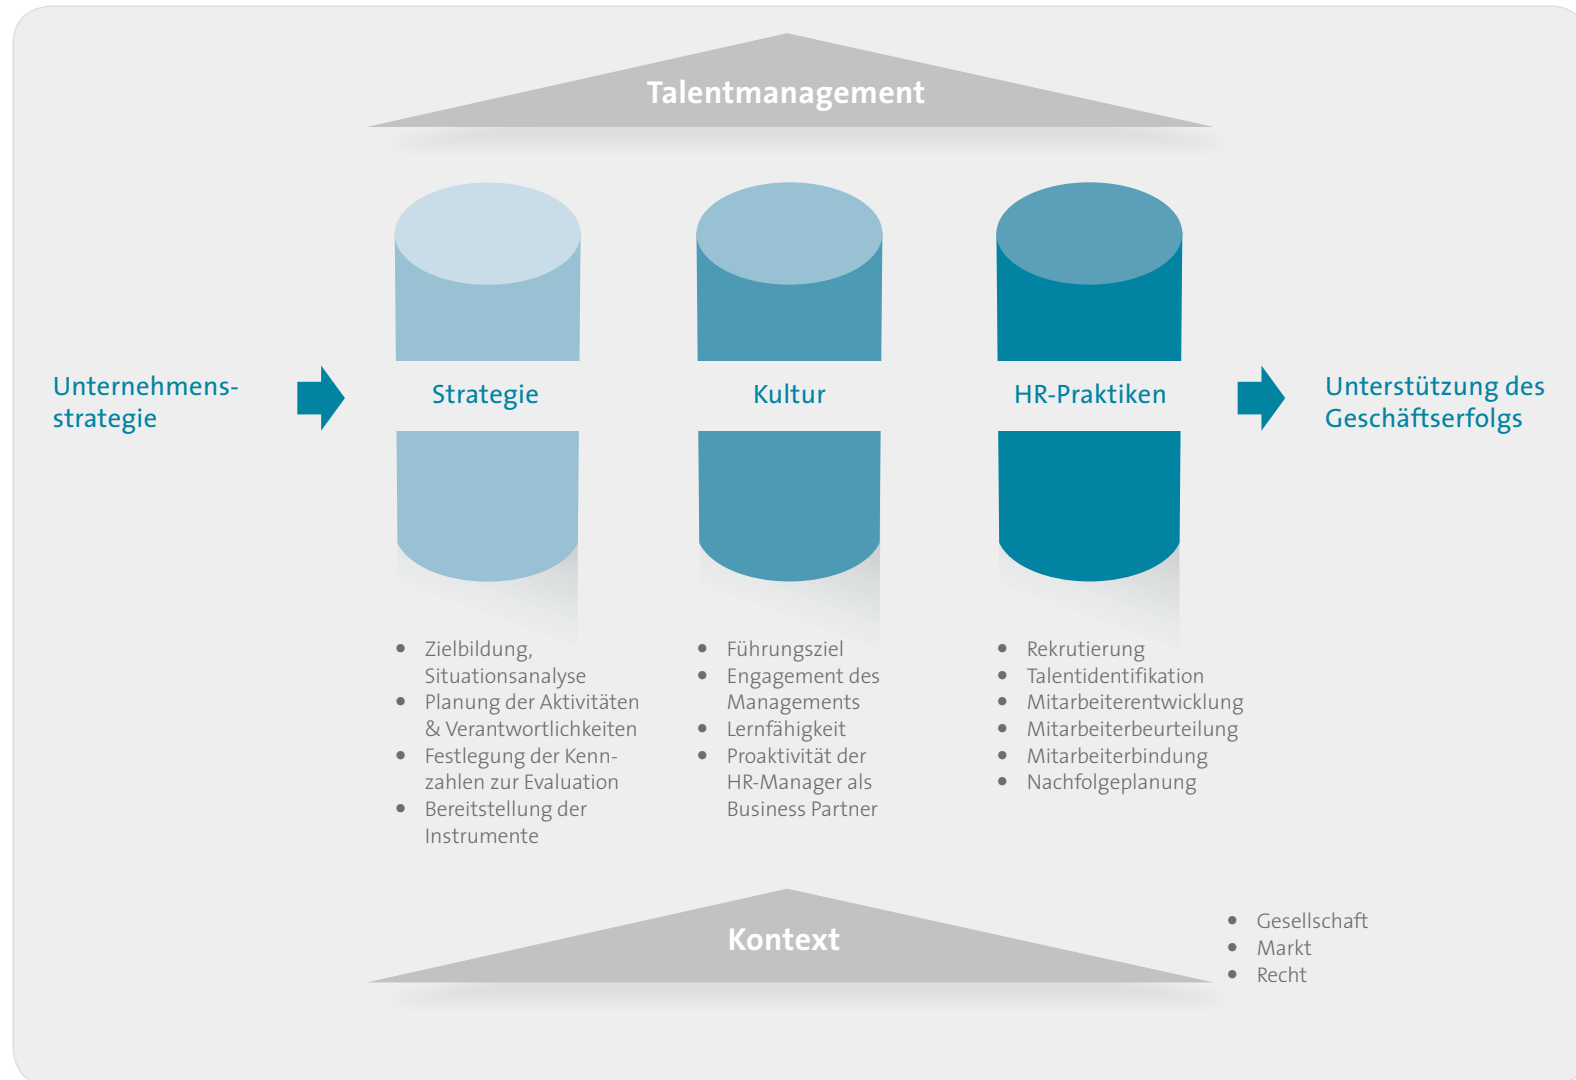 Talentmanagement
Unternehmens-
strategie
Strategie
Kultur
HR-Praktiken
Unterstützung des
Geschäftserfolgs
• Zielbildung,
Situationsanalyse
• Planung der Aktivitäten
& Verantwortlichkeiten
• Festlegung der Kenn-
zahlen zur Evaluation
• Bereitstellung der
Instrumente
• Führungsziel
• Engagement des
Managements
• Lernfähigkeit
• Proaktivität der
HR-Manager als
Business Partner
• Rekrutierung
• Talentidentifikation
• Mitarbeiterentwicklung
• Mitarbeiterbeurteilung
• Mitarbeiterbindung
• Nachfolgeplanung
Kontext
• Gesellschaft
• Markt
• Recht